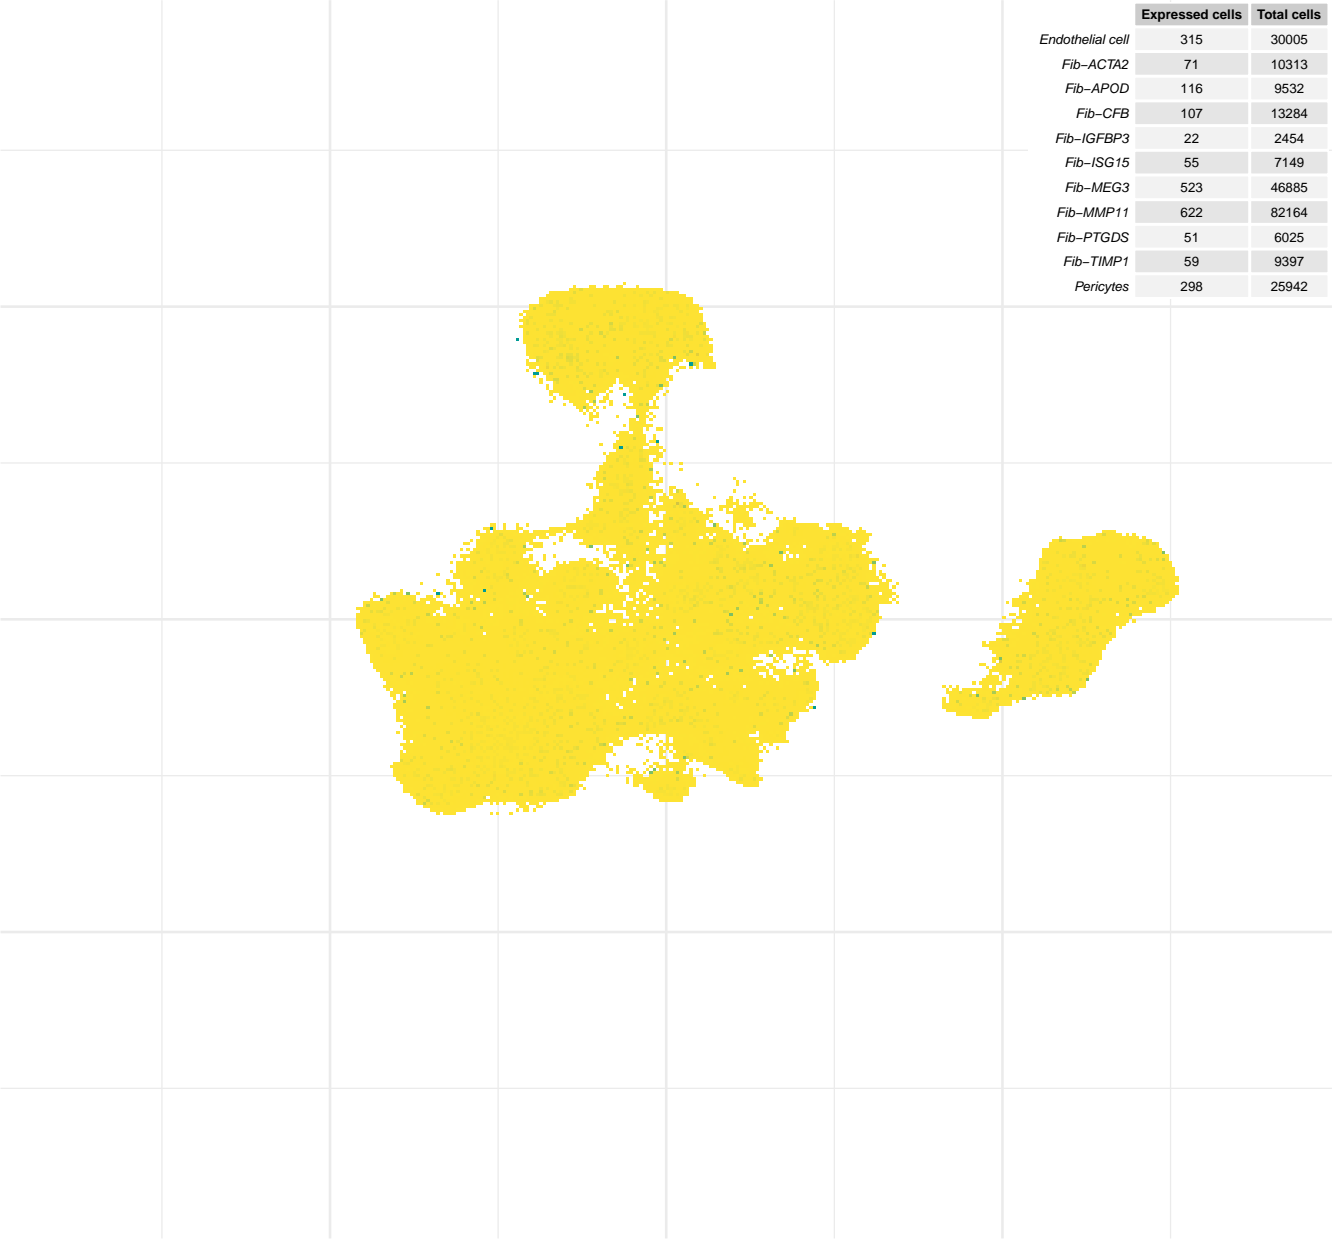 Expressed cells Total cells
Endothelial cell 315 30005
Fib−ACTA2 71 10313
Fib−APOD 116 9532
Fib−CFB 107 13284
Fib−IGFBP3 22 2454
Fib−ISG15 55 7149
Fib−MEG3 523 46885
Fib−MMP11 622 82164
Fib−PTGDS 51 6025
Fib−TIMP1 59 9397
Pericytes 298 25942